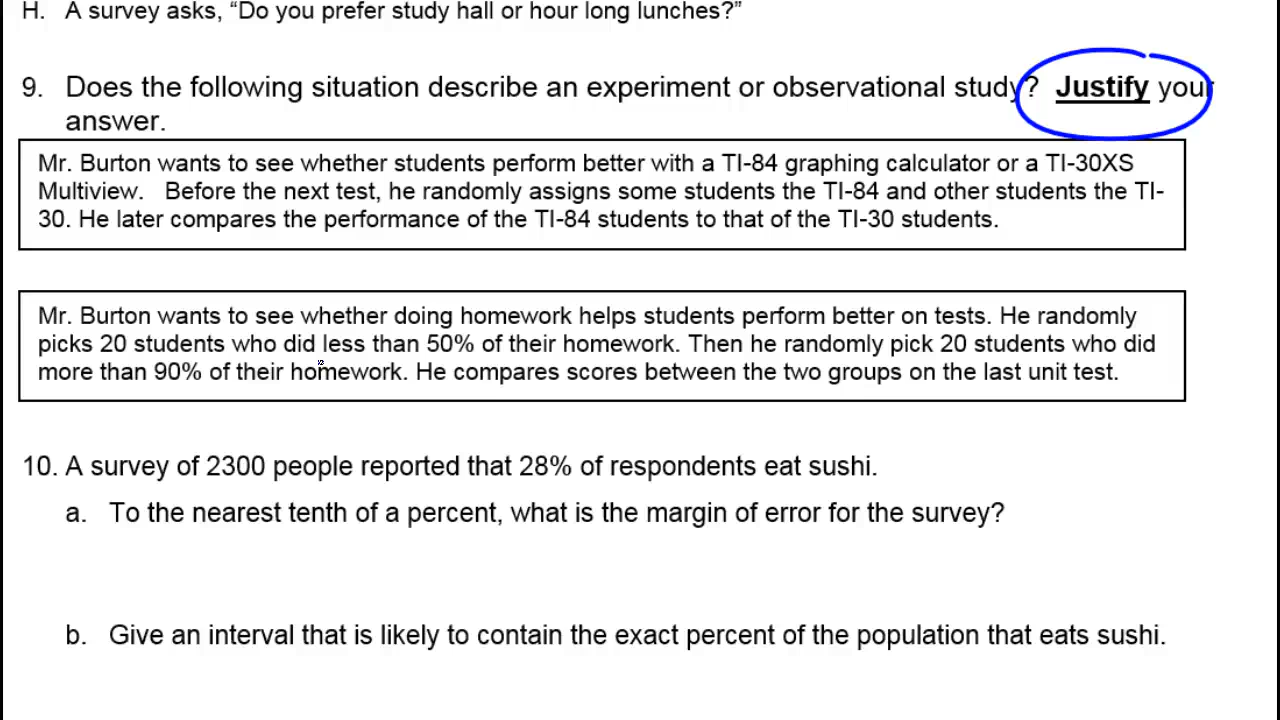 H. A survey asks, “Do you prefer study hall or hour long lunches?”
9. Does the following situation describe an experiment or observational study? Justify your
answer.
Mr. Burton wants to see whether students perform better with a TI-84 graphing calculator or a TI-30XS
Multiview. Before the next test, he randomly assigns some students the TI-84 and other students the TI-
30. He later compares the performance of the TI-84 students to that of the TI-30 students.
Mr. Burton wants to see whether doing homework helps students perform better on tests. He randomly
picks 20 students who did less than 50% of their homework. Then he randomly pick 20 students who did
more than 90% of their homework. He compares scores between the two groups on the last unit test.
10. A survey of 2300 people reported that 28% of respondents eat sushi.
a. To the nearest tenth of a percent, what is the margin of error for the survey?
b. Give an interval that is likely to contain the exact percent of the population that eats sushi.